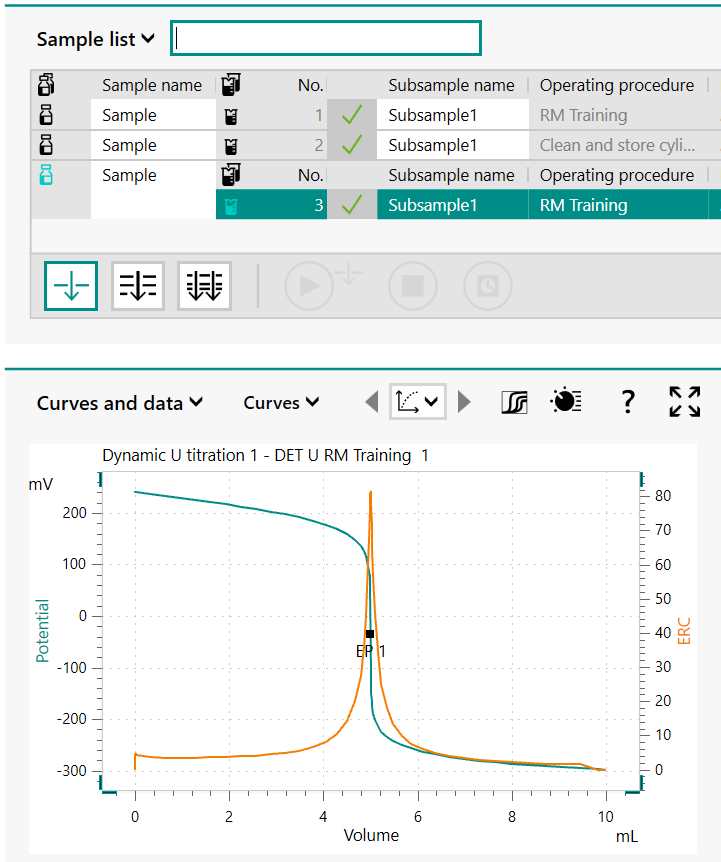 Sample list
Sample name No. Subsample name Operating procedure
Sample 1 Subsample1 RM Training
Sample 2 Subsample1 Clean and store cyli...
Sample No. Subsample name Operating procedure
3 Subsample1 RM Training
Curves and data Curves ?
Dynamic U titration 1 - DET U RM Training 1
mV
200
100
0
-100
-200
-300
Potential
EP 1
80
70
60
50
40
30
20
10
0
ERC
0 2 4 6 8 10
Volume
mL